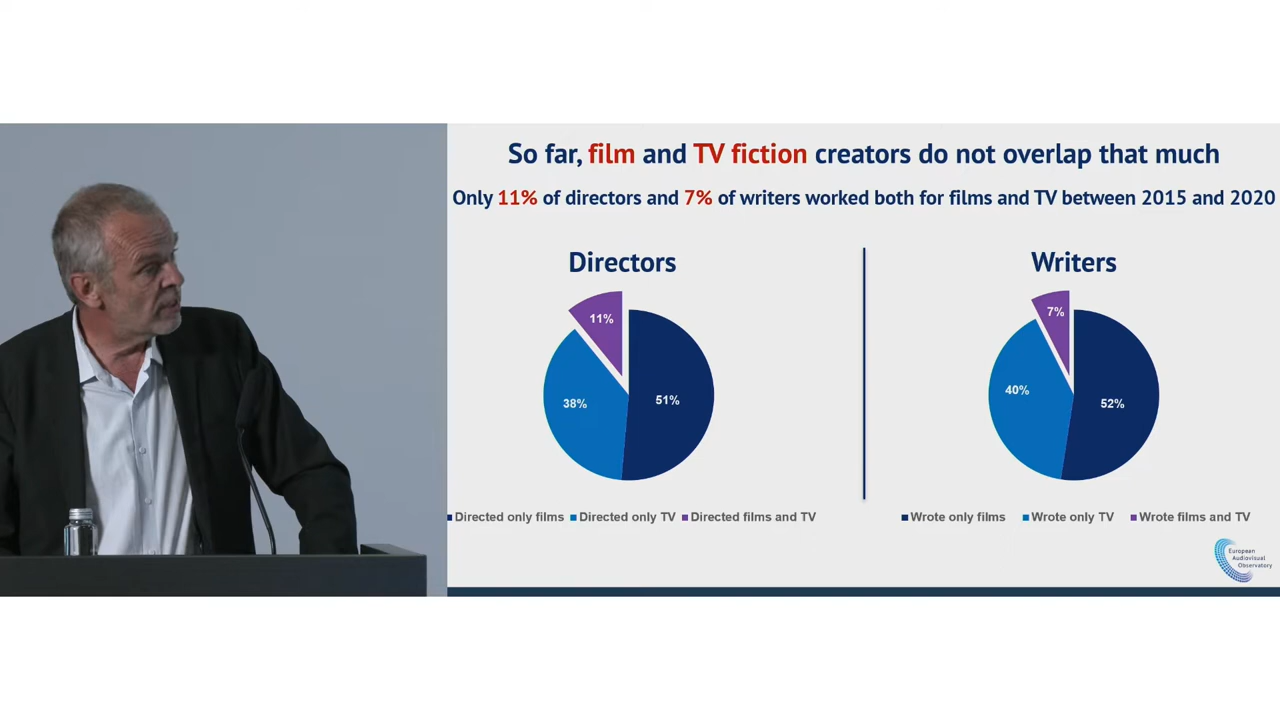 So far, film and TV fiction creators do not overlap that much
Only 11% of directors and 7% of writers worked both for films and TV between 2015 and 2020
Directors
11%
38%
51%
Directed only films
Directed only TV
Directed films and TV
Writers
7%
40%
52%
Wrote only films
Wrote only TV
Wrote films and TV
European
Audiovisual
Observatory